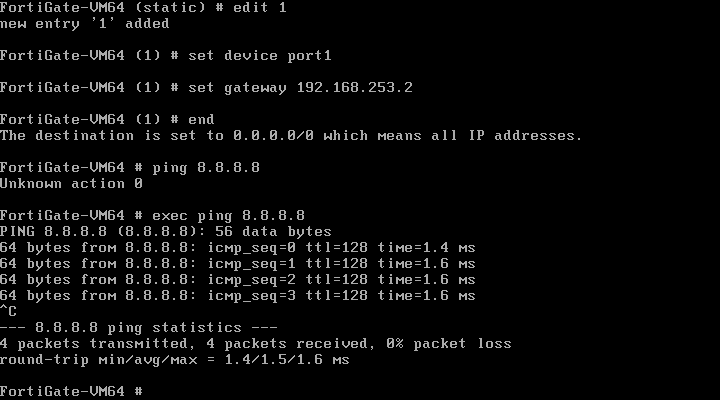 FortiGate-VM64 (static) # edit 1
new entry '1' added
FortiGate-VM64 (1) # set device port1
FortiGate-VM64 (1) # set gateway 192.168.253.2
FortiGate-VM64 (1) # end
The destination is set to 0.0.0.0/0 which means all IP addresses.
FortiGate-VM64 # ping 8.8.8.8
Unknown action 0
FortiGate-VM64 # exec ping 8.8.8.8
PING 8.8.8.8 (8.8.8.8): 56 data bytes
64 bytes from 8.8.8.8: icmp_seq=0 ttl=128 time=1.4 ms
64 bytes from 8.8.8.8: icmp_seq=1 ttl=128 time=1.6 ms
64 bytes from 8.8.8.8: icmp_seq=2 ttl=128 time=1.6 ms
64 bytes from 8.8.8.8: icmp_seq=3 ttl=128 time=1.6 ms
^C
--- 8.8.8.8 ping statistics ---
4 packets transmitted, 4 packets received, 0% packet loss
round-trip min/avg/max = 1.4/1.5/1.6 ms
FortiGate-VM64 #